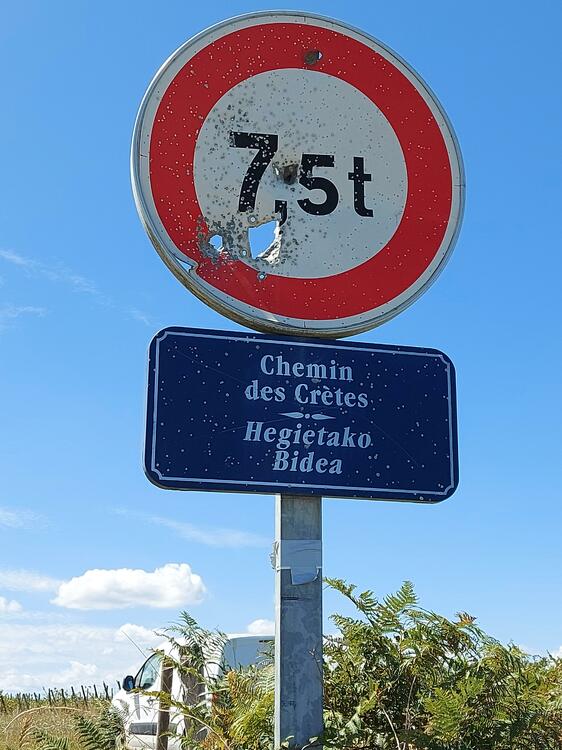 7,5t
Chemin
des Crètes
Hegietako
Bidea